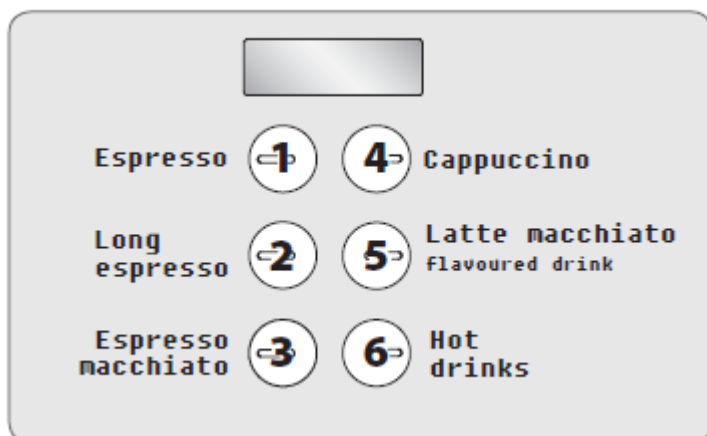 Espresso 1
4 Cappuccino
Long
espresso 2
5 Latte macchiato
flavoured drink
Espresso
macchiato 3
6 Hot
drinks